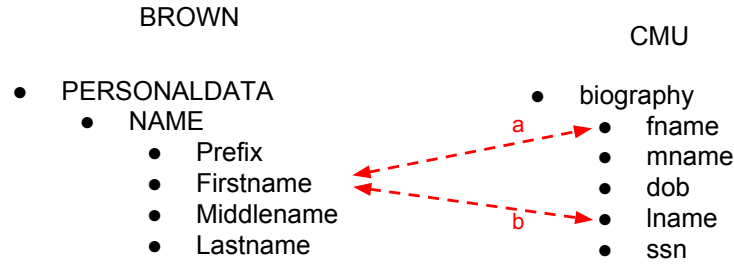 BROWN
CMU
PERSONALDATA
NAME
Prefix
Firstname
Middlename
Lastname
a
b
biography
fname
mname
dob
lname
ssn